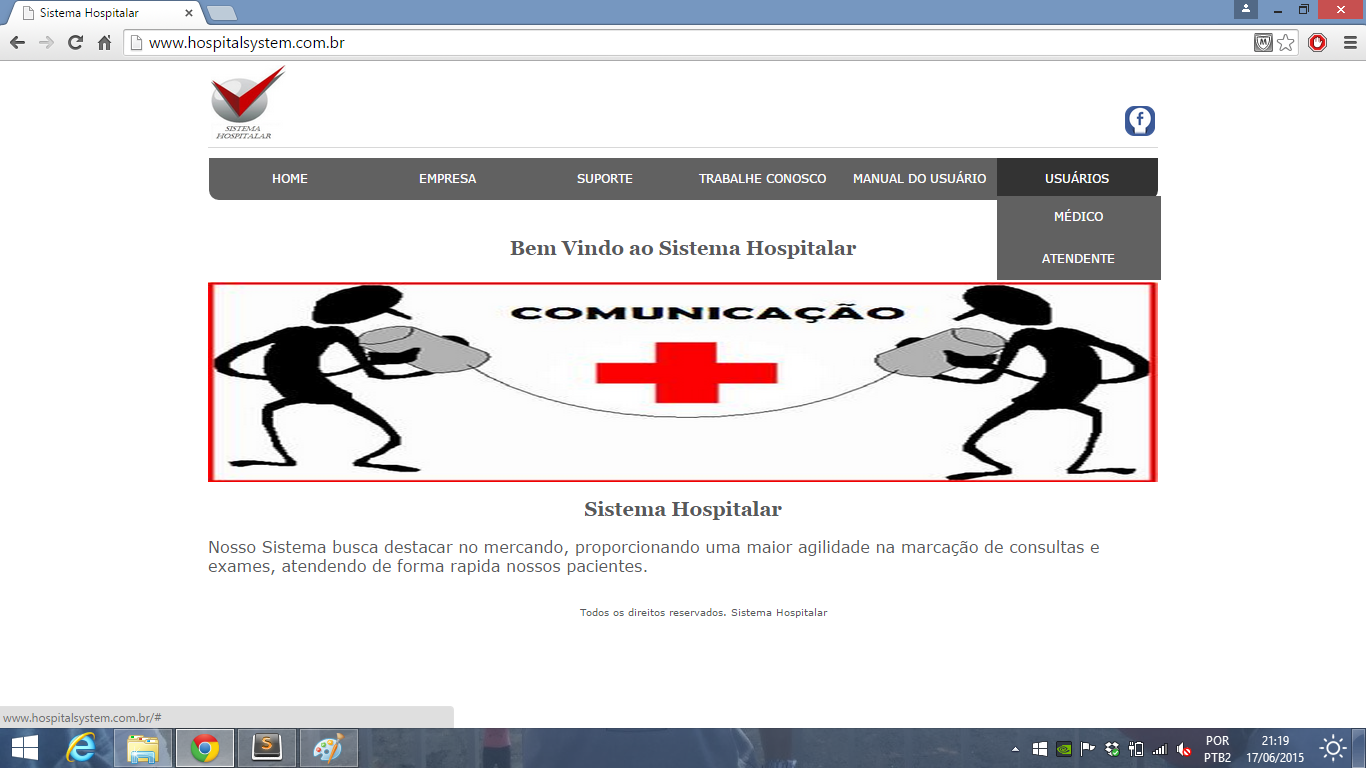 Sistema Hospitalar
www.hospitalsystem.com.br
SISTEMA
HOSPITALAR
f
HOME EMPRESA SUPORTE TRABALHE CONOSCO MANUAL DO USUÁRIO USUÁRIOS
MÉDICO
ATENDENTE
Bem Vindo ao Sistema Hospitalar
COMUNICAÇÃO
Sistema Hospitalar
Nosso Sistema busca destacar no mercando, proporcionando uma maior agilidade na marcação de consultas e
exames, atendendo de forma rapida nossos pacientes.
Todos os direitos reservados. Sistema Hospitalar
www.hospitalsystem.com.br/#
POR 21:19
PTB2 17/06/2015